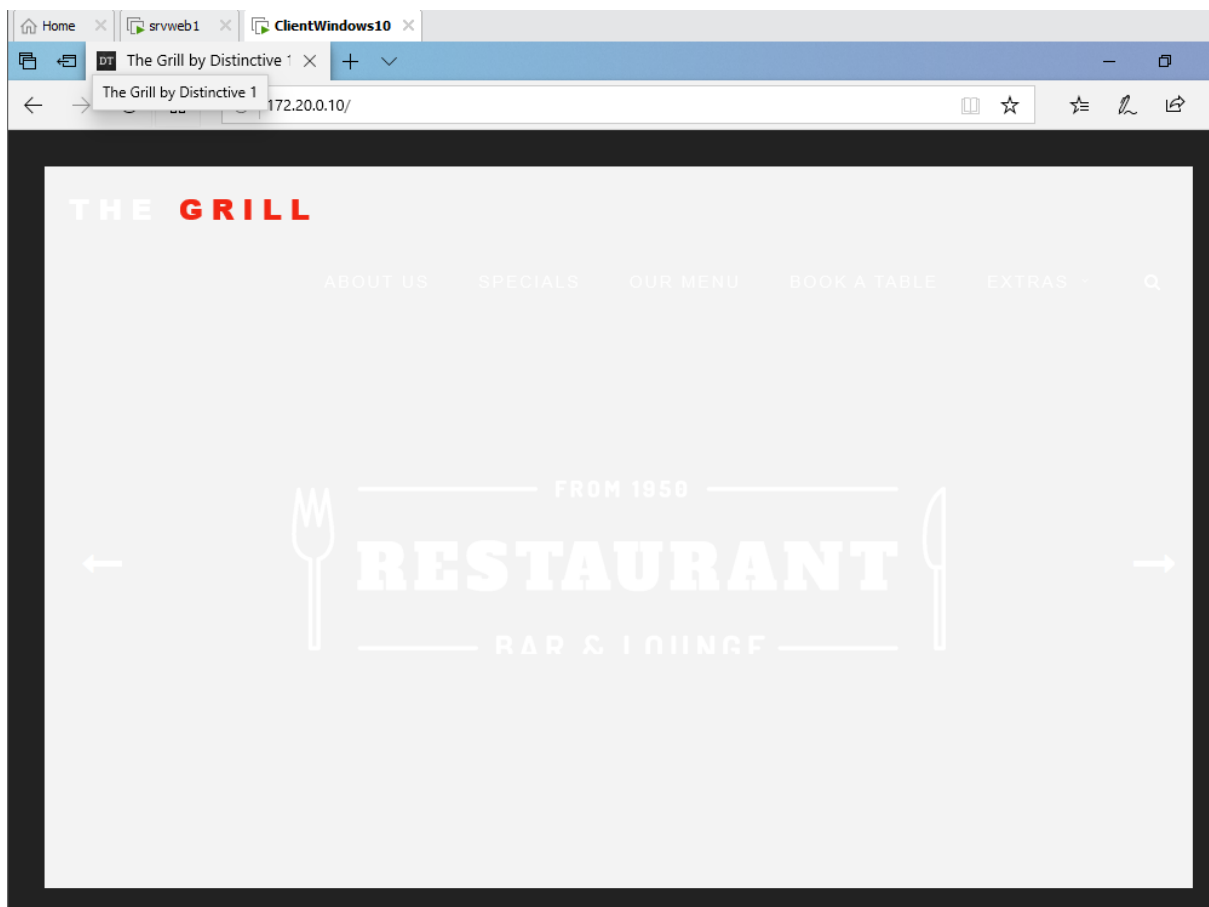 Home srvweb1 ClientWindows10
DT The Grill by Distinctive 1
The Grill by Distinctive 1
172.20.0.10/
THE GRILL
ABOUT US SPECIALS OUR MENU BOOK A TABLE EXTRAS
FROM 1950
RESTAURANT
BAR & LOUNGE